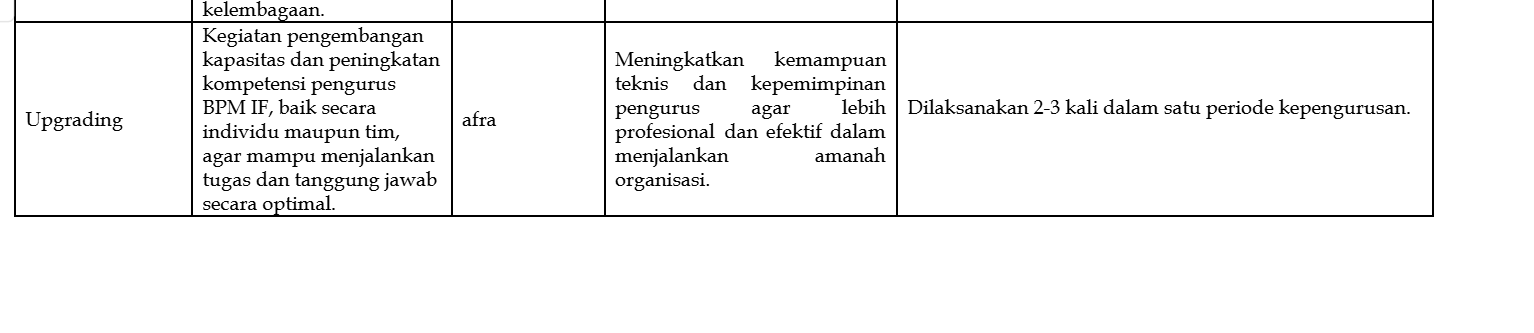 kelembagaan.
Upgrading
Kegiatan pengembangan
kapasitas dan peningkatan
kompetensi pengurus
BPM IF, baik secara
individu maupun tim,
agar mampu menjalankan
tugas dan tanggung jawab
secara optimal.
afra
Meningkatkan kemampuan
teknis dan kepemimpinan
pengurus agar lebih
profesional dan efektif dalam
menjalankan amanah
organisasi.
Dilaksanakan 2-3 kali dalam satu periode kepengurusan.